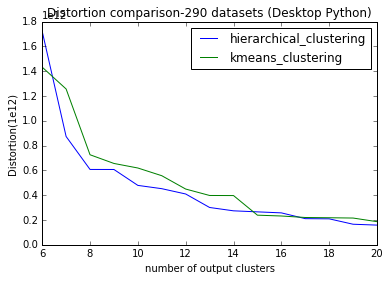 Distortion comparison-290 datasets (Desktop Python)
1e12
hierarchical_clustering
kmeans_clustering
Distortion(1e12)
1.8
1.6
1.4
1.2
1.0
0.8
0.6
0.4
0.2
0.0
6 8 10 12 14 16 18 20
number of output clusters